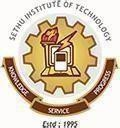 SETHU INSTITUTE OF TECHNOLOGY
KNOWLEDGE
SERVICE
PROGRESS
Estd : 1995